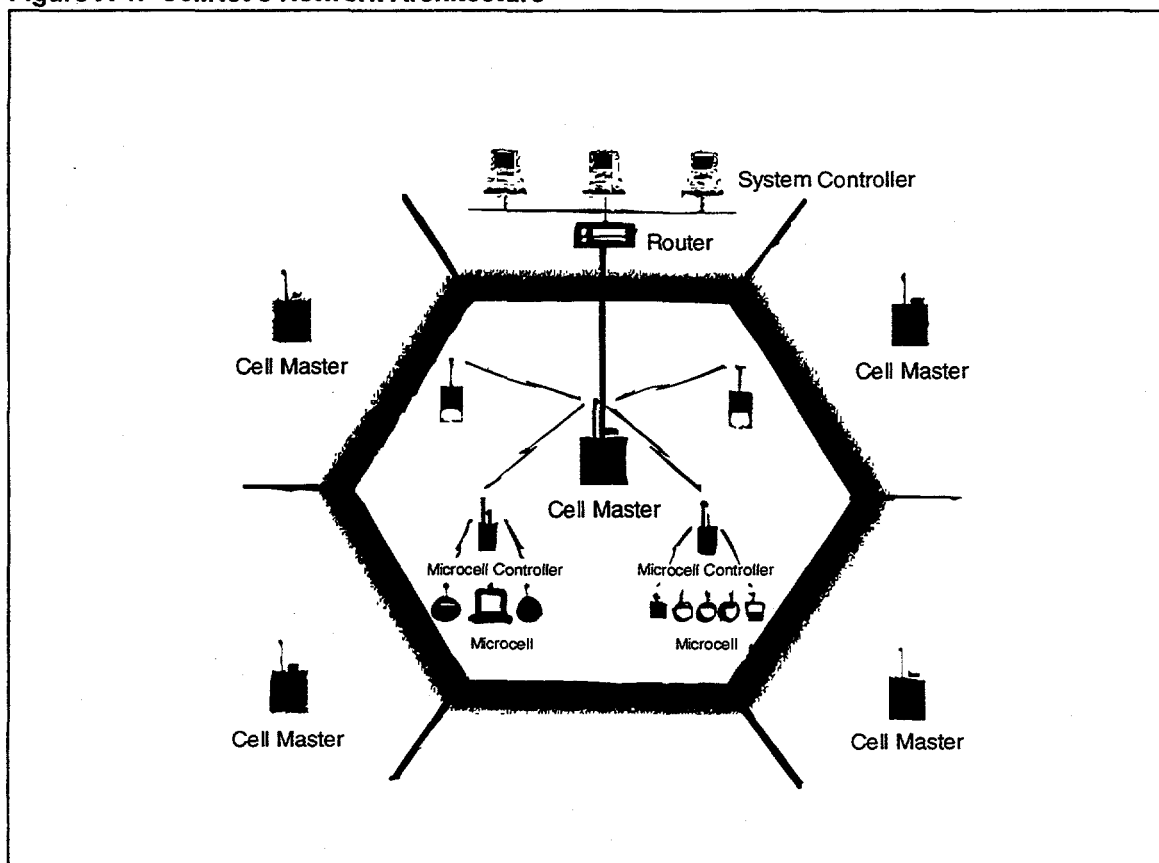 System Controller
Router
Cell Master
Cell Master
Cell Master
Microcell Controller
Microcell Controller
Microcell
Microcell
Cell Master
Cell Master